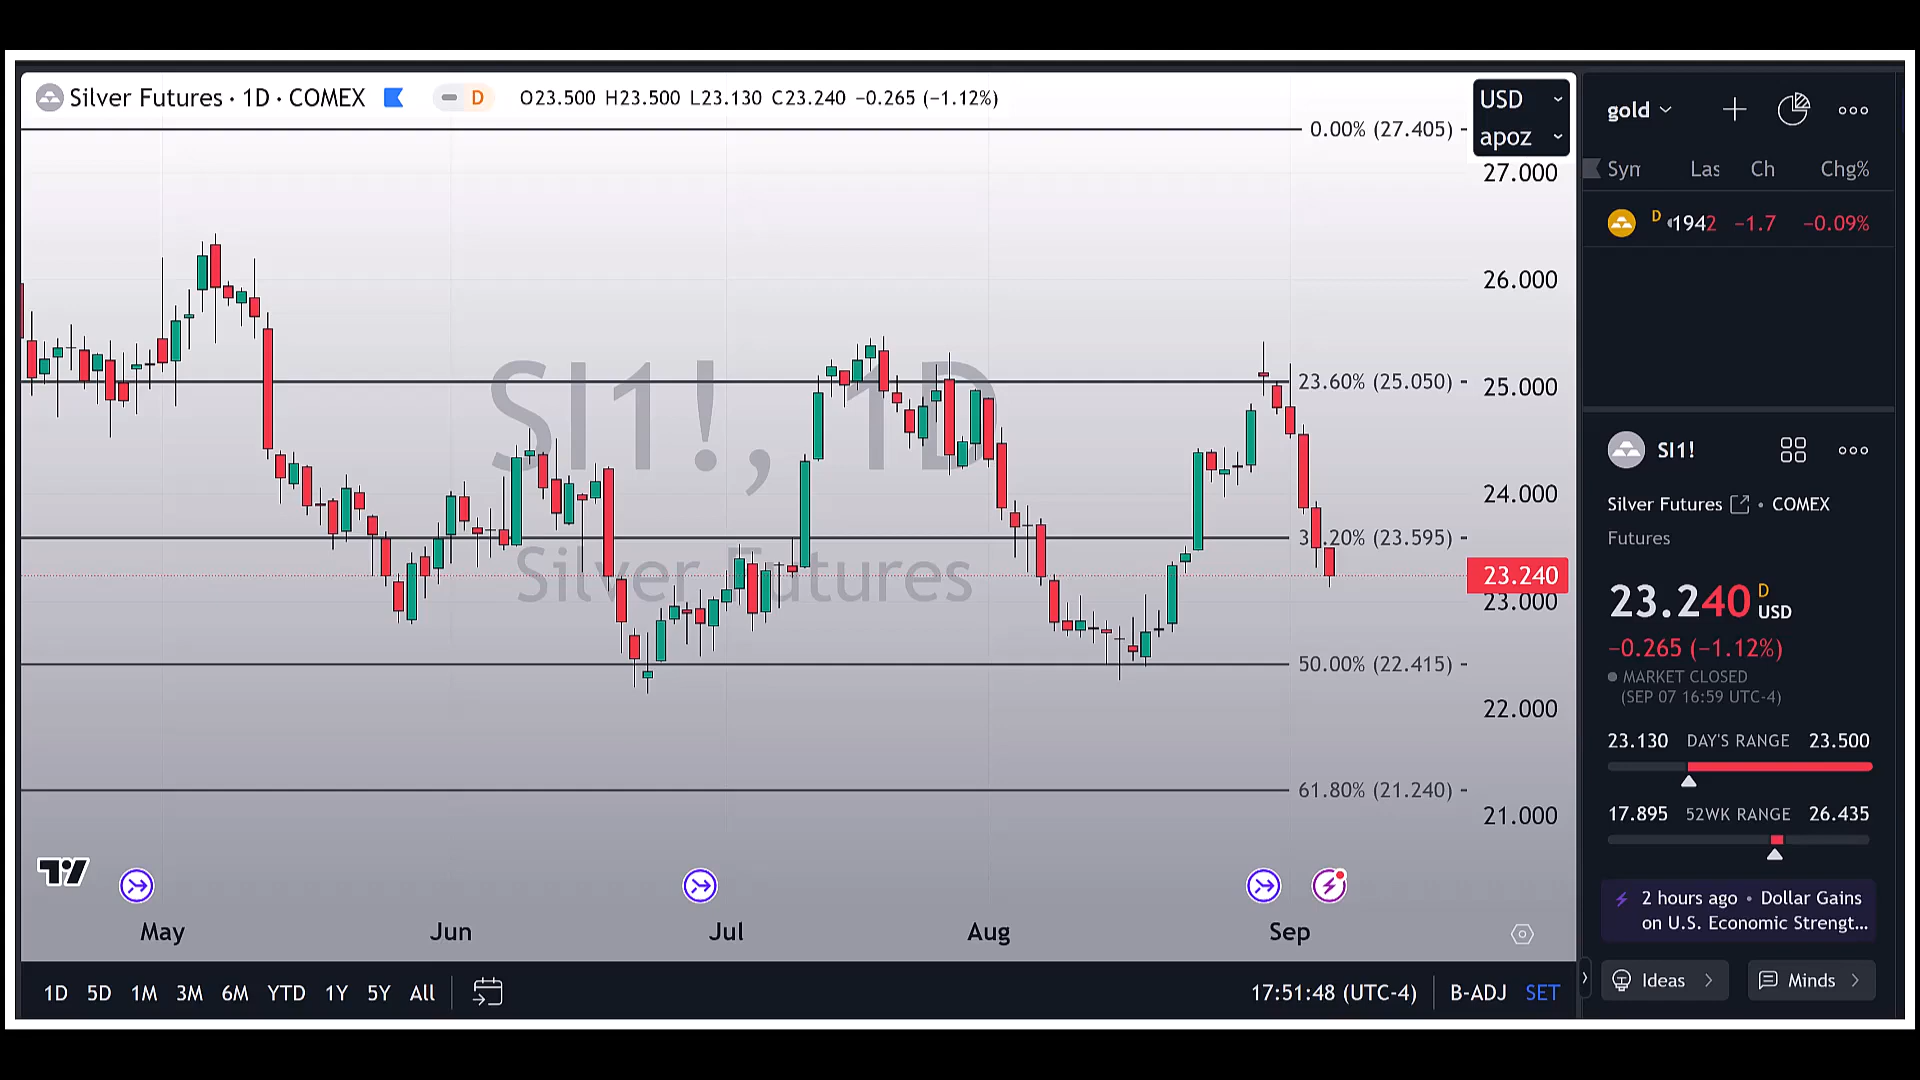 Silver Futures · 1D · COMEX D O23.500 H23.500 L23.130 C23.240 −0.265 (−1.12%)
USD
apoz
0.00% (27.405)
27.000
26.000
23.60% (25.050)
25.000
24.000
.20% (23.595)
23.240
23.000
50.00% (22.415)
22.000
61.80% (21.240)
21.000
SI1!, 1D
Silver Futures
May Jun Jul Aug Sep
1D 5D 1M 3M 6M YTD 1Y 5Y All
17:51:48 (UTC-4) B-ADJ SET
gold
Syn Las Ch Chg%
D 1942 −1.7 −0.09%
SI1!
Silver Futures • COMEX
Futures
23.240 D USD
−0.265 (−1.12%)
MARKET CLOSED
(SEP 07 16:59 UTC-4)
23.130 DAY'S RANGE 23.500
17.895 52WK RANGE 26.435
2 hours ago • Dollar Gains
on U.S. Economic Strengt...
Ideas Minds